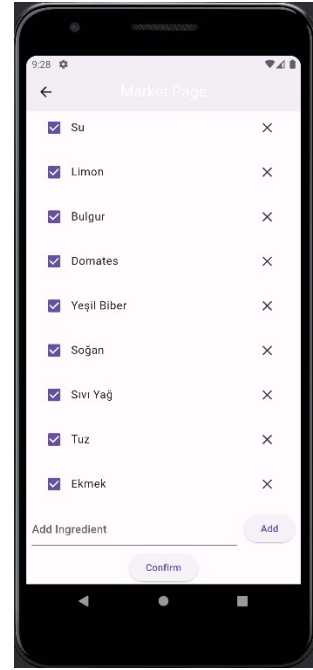 9:28
Market Page
Su
Limon
Bulgur
Domates
Yeşil Biber
Soğan
Sıvı Yağ
Tuz
Ekmek
Add Ingredient Add
Confirm